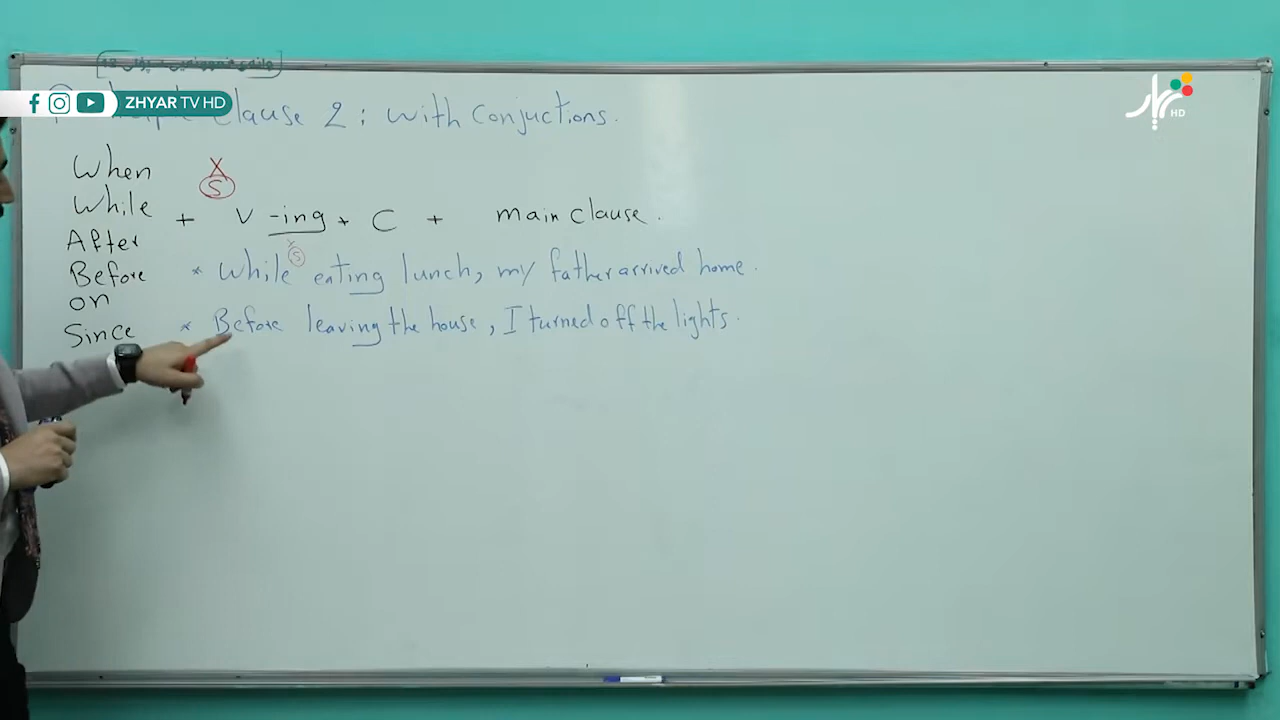 ZHYAR TV HD
Clause 2 : with Conjuctions.
When
While
After
Before
on
Since
X
S
+ V -ing + C + main clause.
x
S
* While eating lunch, my father arrived home.
* Before leaving the house, I turned off the lights.
HD